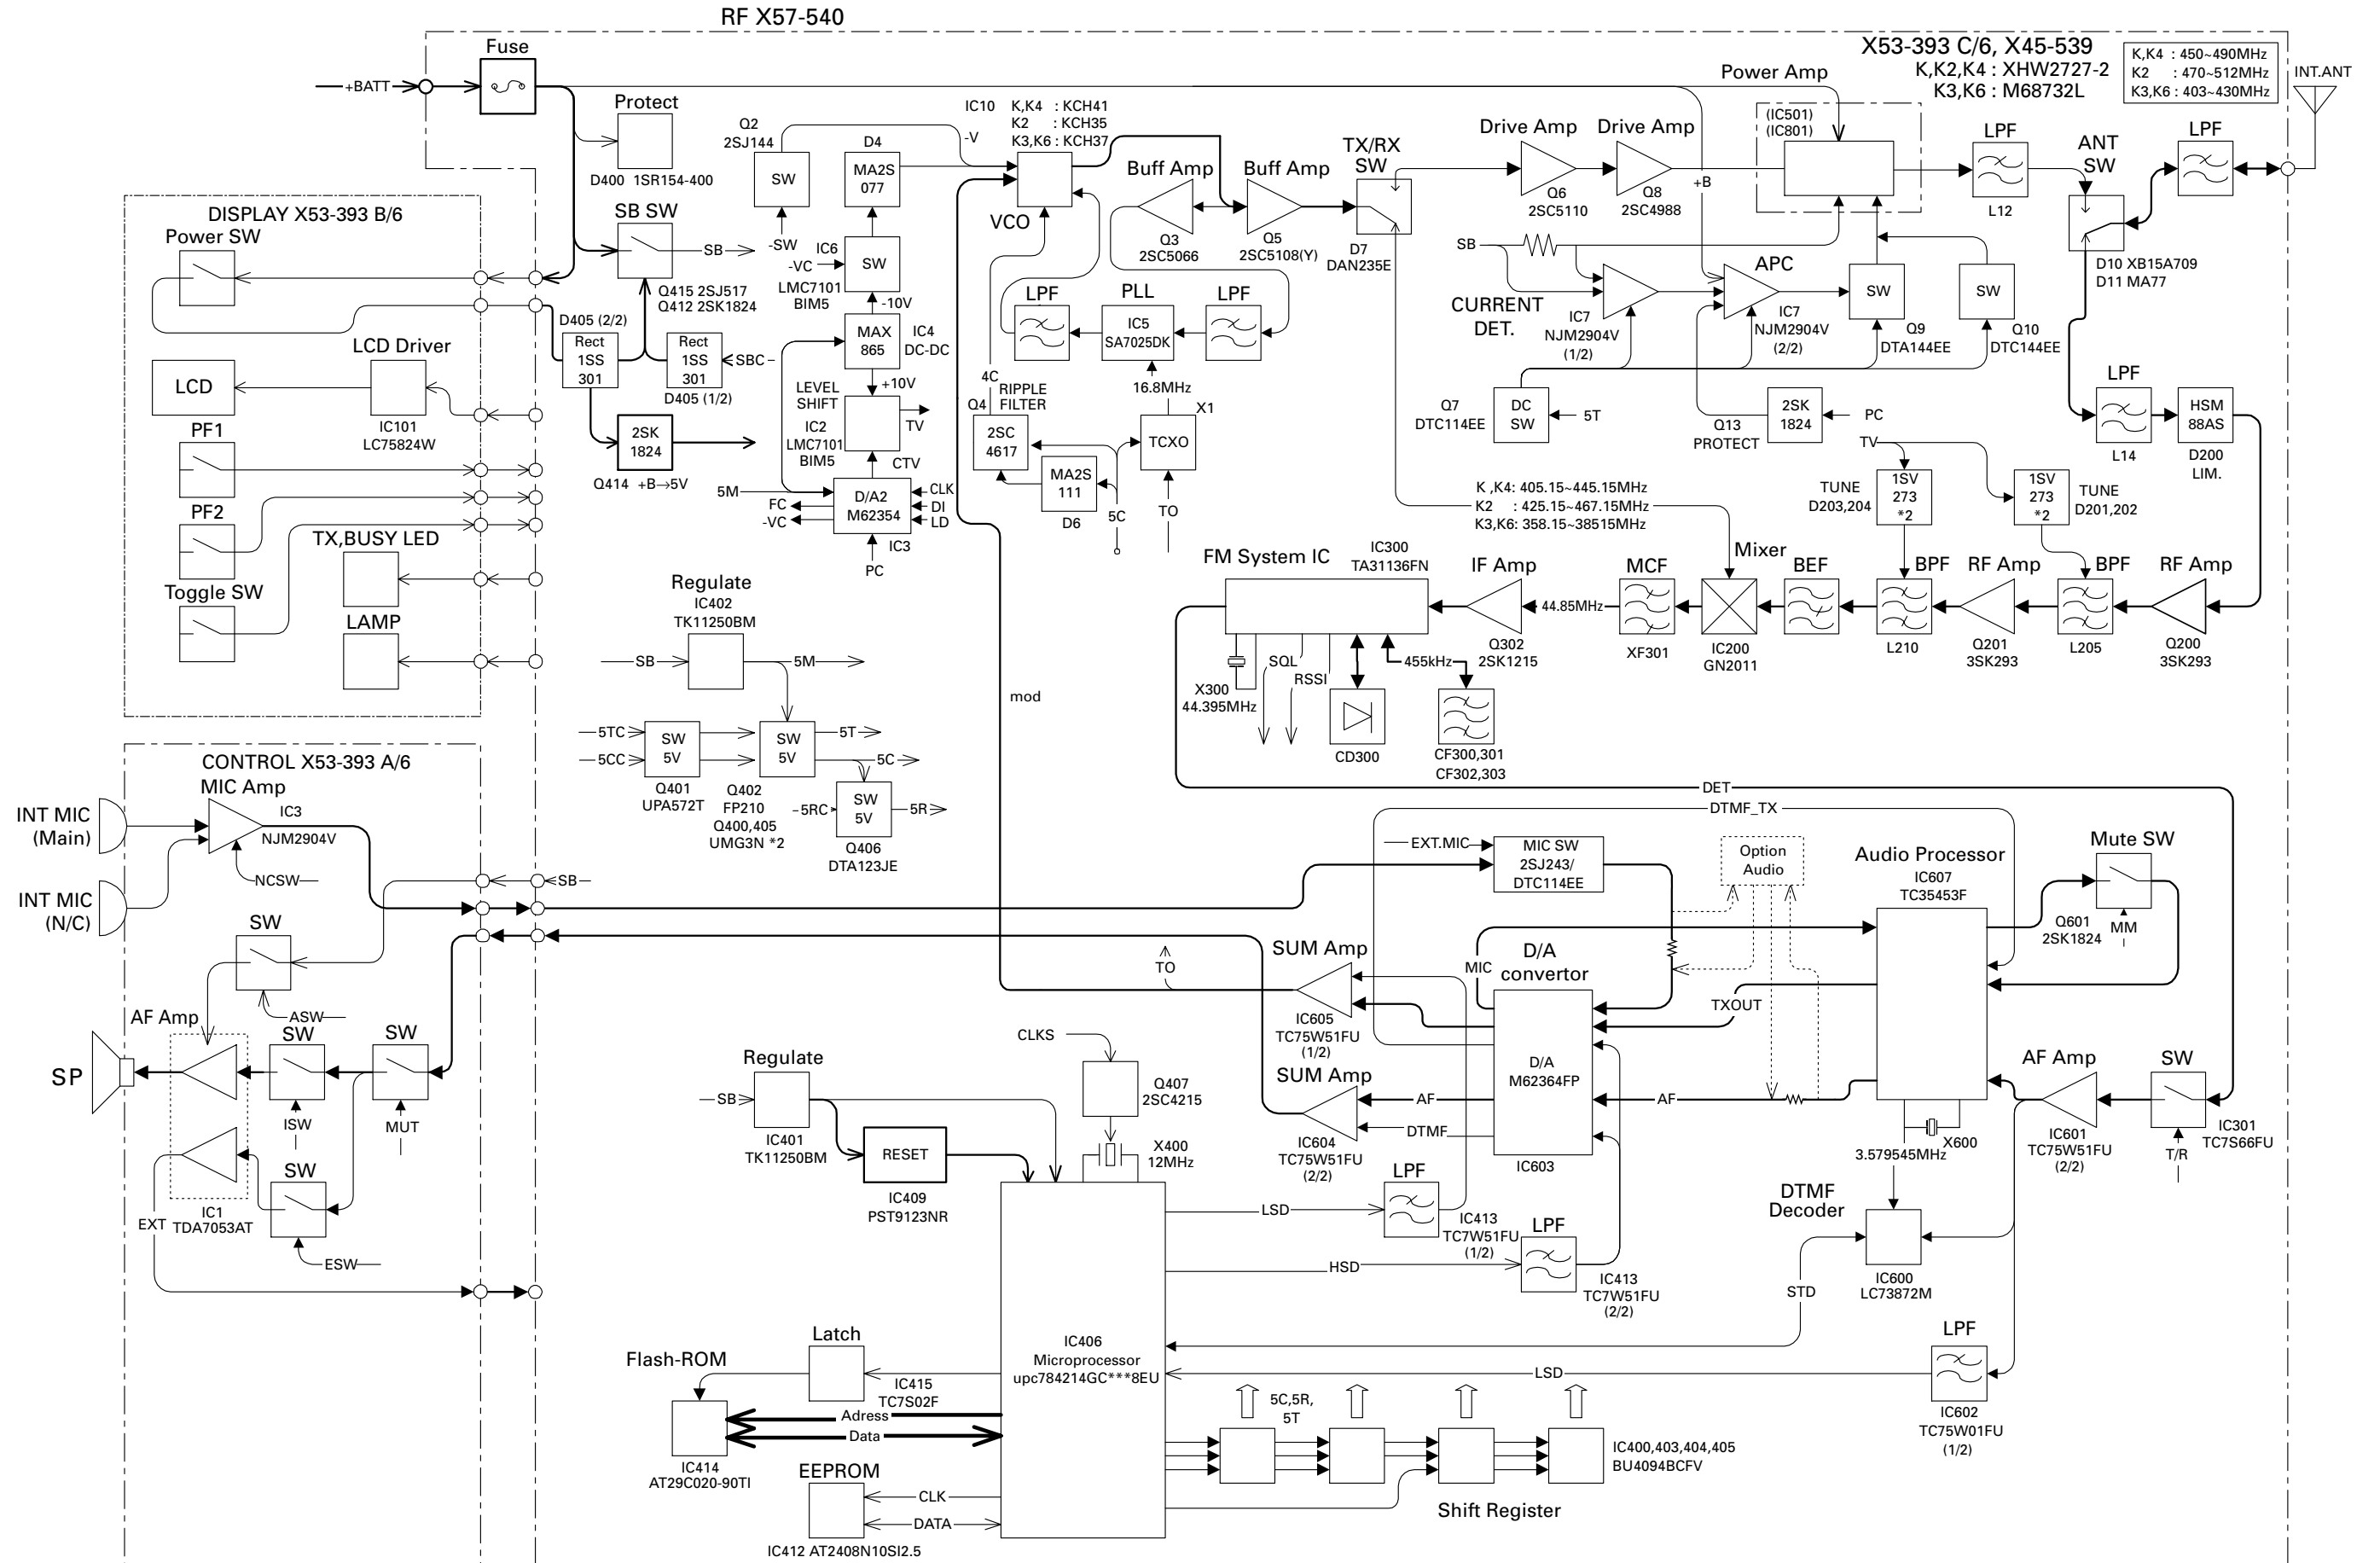 RF X57-540
X53-393 C/6, X45-539
K,K2,K4 : XHW2727-2
K3,K6 : M68732L
K,K4 : 450~490MHz
K2 : 470~512MHz
K3,K6 : 403~430MHz
INT.ANT
Fuse
+BATT
Protect
D400 1SR154-400
Q2
2SJ144
SW
-SW
D4
MA2S
077
IC10 K,K4 : KCH41
K2 : KCH35
K3,K6 : KCH37
-V
VCO
Buff Amp
Q3
2SC5066
Buff Amp
Q5
2SC5108(Y)
TX/RX
SW
D7
DAN235E
Drive Amp
Q6
2SC5110
Drive Amp
Q8
2SC4988
+B
Power Amp
(IC501)
(IC801)
LPF
L12
ANT
SW
D10 XB15A709
D11 MA77
LPF
DISPLAY X53-393 B/6
Power SW
SB SW
SB
Q415 2SJ517
Q412 2SK1824
IC6
-VC
SW
LMC7101
BIM5
-10V
LPF
PLL
IC5
SA7025DK
LPF
16.8MHz
SB
CURRENT
DET.
IC7
NJM2904V
(1/2)
APC
IC7
NJM2904V
(2/2)
SW
Q9
DTA144EE
SW
Q10
DTC144EE
LCD Driver
LCD
IC101
LC75824W
D405 (2/2)
Rect
1SS
301
Rect
1SS
301
SBC
D405 (1/2)
MAX
865
IC4
DC-DC
+10V
LEVEL
SHIFT
IC2
LMC7101
BIM5
TV
CTV
4C
Q4
RIPPLE
FILTER
2SC
4617
MA2S
111
D6
5C
X1
TCXO
TO
Q7
DTC114EE
DC
SW
5T
Q13
PROTECT
2SK
1824
PC
LPF
L14
HSM
88AS
D200
LIM.
PF1
2SK
1824
Q414 +B→5V
5M
FC
-VC
D/A2
M62354
CLK
DI
LD
IC3
PC
TV
TUNE
D203,204
1SV
273
*2
1SV
273
*2
TUNE
D201,202
PF2
TX,BUSY LED
Toggle SW
LAMP
K ,K4: 405.15~445.15MHz
K2 : 425.15~467.15MHz
K3,K6: 358.15~38515MHz
FM System IC
IC300
TA31136FN
IF Amp
Q302
2SK1215
44.85MHz
MCF
XF301
Mixer
IC200
GN2011
BEF
BPF
L210
RF Amp
Q201
3SK293
BPF
L205
RF Amp
Q200
3SK293
Regulate
IC402
TK11250BM
SB
5M
SQL
RSSI
455kHz
X300
44.395MHz
CD300
CF300,301
CF302,303
mod
5TC
5CC
SW
5V
Q401
UPA572T
SW
5V
5T
5C
Q402
FP210
Q400,405
UMG3N *2
5RC
SW
5V
5R
Q406
DTA123JE
CONTROL X53-393 A/6
MIC Amp
INT MIC
(Main)
IC3
NJM2904V
NCSW
INT MIC
(N/C)
SB
DET
DTMF_TX
EXT.MIC
MIC SW
2SJ243/
DTC114EE
Option
Audio
Audio Processor
IC607
TC35453F
Mute SW
Q601
2SK1824
MM
SW
ASW
TO
SUM Amp
IC605
TC75W51FU
(1/2)
MIC
D/A
convertor
D/A
M62364FP
IC603
TXOUT
AF Amp
SP
SW
ISW
SW
MUT
SW
ESW
EXT
IC1
TDA7053AT
Regulate
SB
IC401
TK11250BM
RESET
IC409
PST9123NR
CLKS
Q407
2SC4215
X400
12MHz
SUM Amp
IC604
TC75W51FU
(2/2)
AF
DTMF
AF
AF Amp
IC601
TC75W51FU
(2/2)
SW
IC301
TC7S66FU
T/R
X600
3.579545MHz
LSD
LPF
IC413
TC7W51FU
(1/2)
HSD
LPF
IC413
TC7W51FU
(2/2)
DTMF
Decoder
IC600
LC73872M
STD
LSD
LPF
IC602
TC75W01FU
(1/2)
IC406
Microprocessor
upc784214GC***8EU
Latch
IC415
TC7S02F
Flash-ROM
Adress
Data
IC414
AT29C020-90TI
EEPROM
CLK
DATA
IC412 AT2408N10SI2.5
5C,5R,
5T
IC400,403,404,405
BU4094BCFV
Shift Register